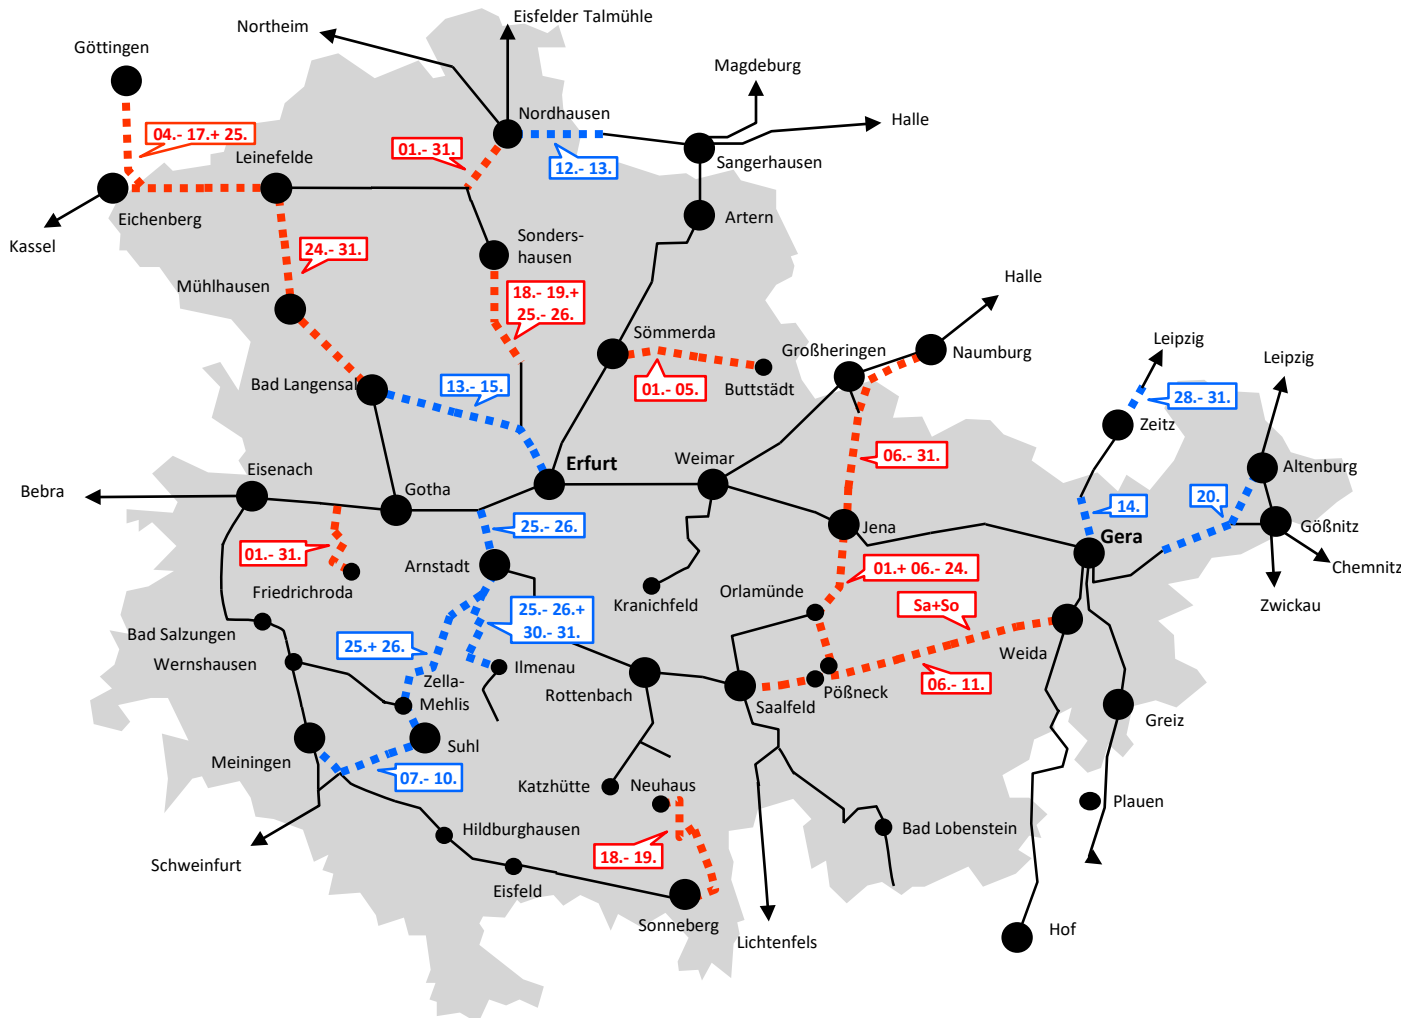 Eisfelder Talmühle
Northeim
Göttingen
Magdeburg
Nordhausen
Halle
04.- 17.+ 25.
01.- 31.
Leinefelde
12.- 13.
Sangerhausen
Eichenberg
Artern
Kassel
24.- 31.
Sonders-
hausen
Mühlhausen
18.- 19.+
25.- 26.
Halle
Sömmerda
Großheringen
Naumburg
Leipzig
Leipzig
Bad Langensal
13.- 15.
01.- 05.
Buttstädt
28.- 31.
Zeitz
Eisenach
Erfurt
Weimar
06.- 31.
Altenburg
Bebra
Gotha
14.
20.
25.- 26.
Jena
Gera
Gößnitz
01.- 31.
Arnstadt
Chemnitz
Friedrichroda
Kranichfeld
Orlamünde
01.+ 06.- 24.
Zwickau
Bad Salzungen
25.- 26.+
30.- 31.
Sa+So
25.+ 26.
Wernshausen
Ilmenau
Weida
Zella-
Mehlis
Rottenbach
Pößneck
06.- 11.
Saalfeld
Greiz
Suhl
Meiningen
07.- 10.
Katzhütte
Neuhaus
Plauen
Hildburghausen
Bad Lobenstein
18.- 19.
Schweinfurt
Eisfeld
Sonneberg
Lichtenfels
Hof